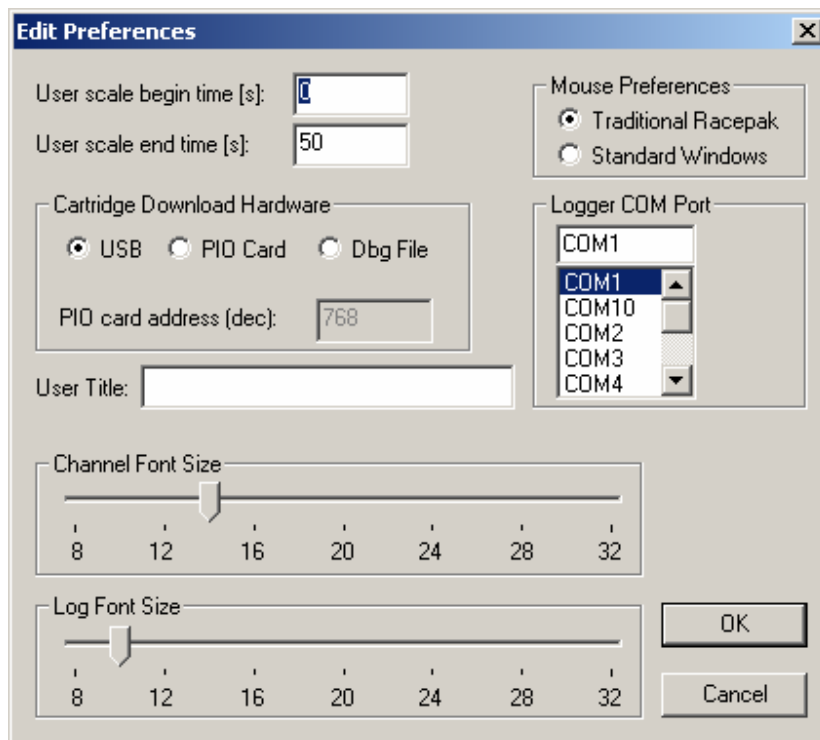 Edit Preferences
User scale begin time [s]: 0
User scale end time [s]: 50
Mouse Preferences
Traditional Racepak
Standard Windows
Cartridge Download Hardware
USB PIO Card Dbg File
PIO card address (dec): 768
Logger COM Port
COM1
COM1
COM10
COM2
COM3
COM4
User Title:
Channel Font Size
8 12 16 20 24 28 32
Log Font Size
8 12 16 20 24 28 32
OK
Cancel